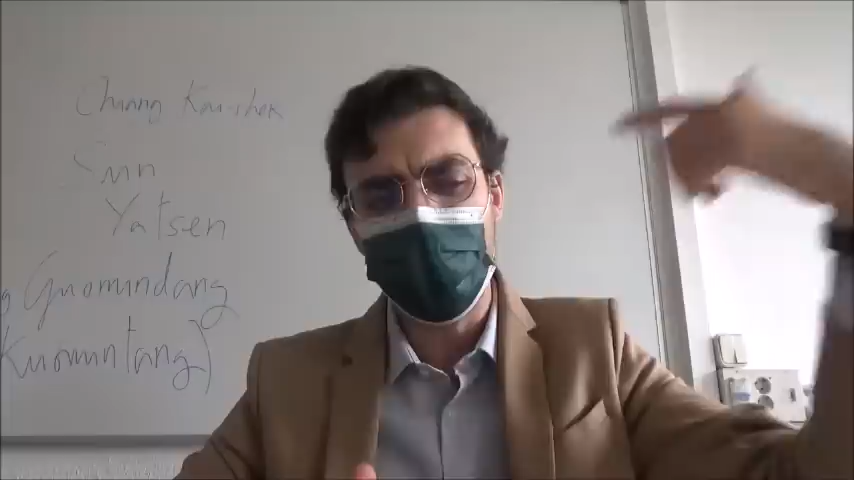 Chiang Kai-shek
Sun
Yatsen
g Guomindang
Kuomintang)